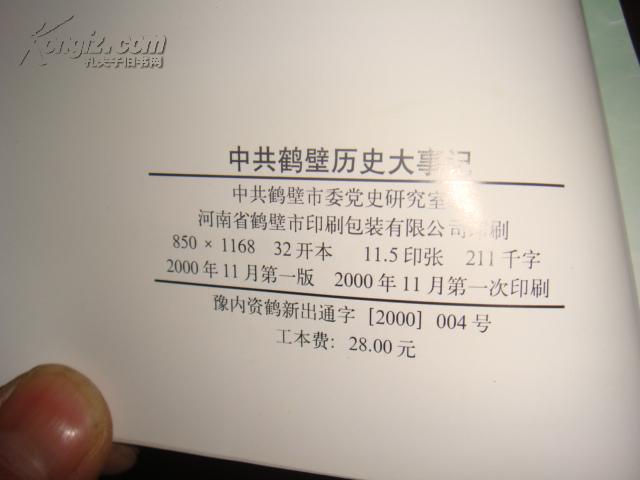 Kongfz.com
孔夫子旧书网
中共鹤壁历史大事记
中共鹤壁市委党史研究室
河南省鹤壁市印刷包装有限公司印刷
850 × 1168 32开本 11.5印张 211千字
2000年11月第一版 2000年11月第一次印刷
豫内资鹤新出通字 [2000] 004号
工本费: 28.00元